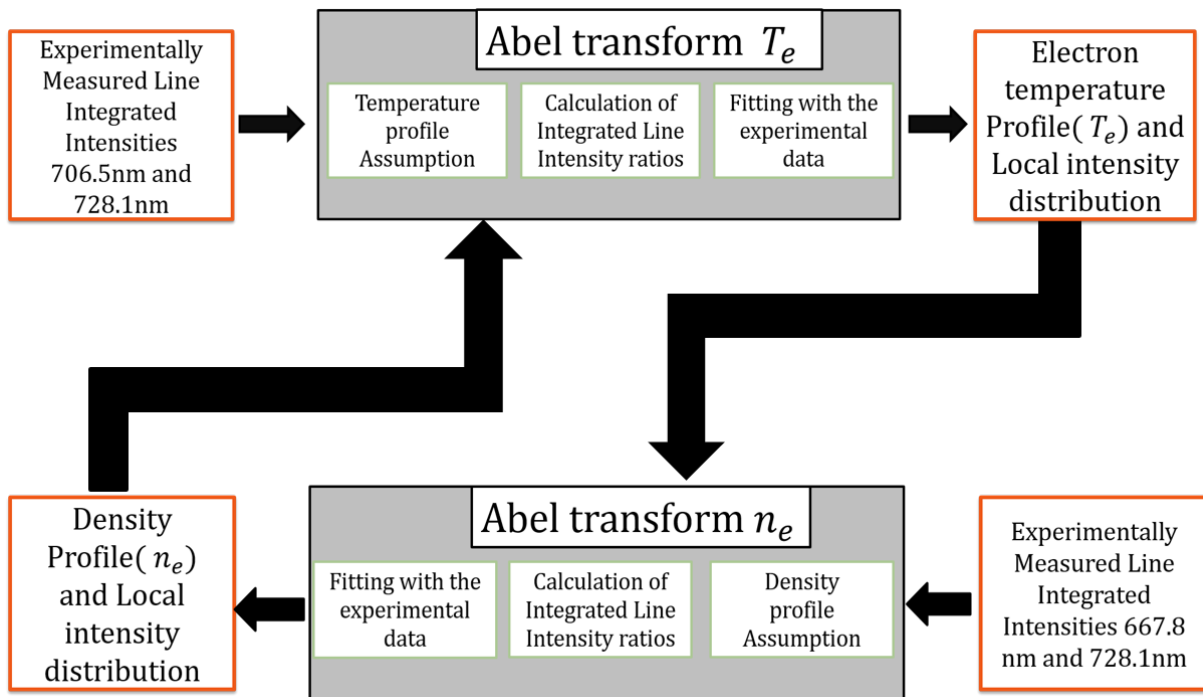 Experimentally
Measured Line
Integrated
Intensities
706.5nm and
728.1nm
Abel transform T_e
Temperature
profile
Assumption
Calculation of
Integrated Line
Intensity ratios
Fitting with the
experimental
data
Electron
temperature
Profile( T_e) and
Local intensity
distribution
Density
Profile( n_e)
and Local
intensity
distribution
Abel transform n_e
Fitting with the
experimental
data
Calculation of
Integrated Line
Intensity ratios
Density
profile
Assumption
Experimentally
Measured Line
Integrated
Intensities 667.8
nm and 728.1nm